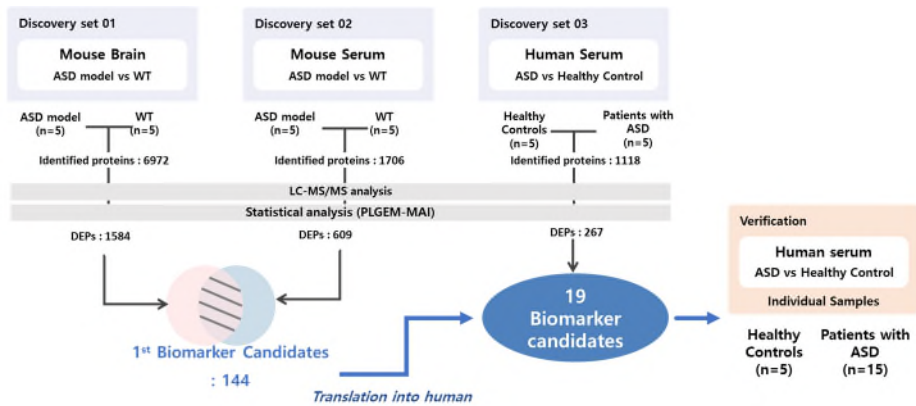 Discovery set 01
Mouse Brain
ASD model vs WT
ASD model
(n=5)
WT
(n=5)
Identified proteins : 6972
Discovery set 02
Mouse Serum
ASD model vs WT
ASD model
(n=5)
WT
(n=5)
Identified proteins : 1706
Discovery set 03
Human Serum
ASD vs Healthy Control
Healthy
Controls
(n=5)
Patients with
ASD
(n=5)
Identified proteins : 1118
LC-MS/MS analysis
Statistical analysis (PLGEM-MAI)
DEPs : 1584
DEPs : 609
DEPs : 267
1st Biomarker Candidates
: 144
Translation into human
19
Biomarker
candidates
Verification
Human serum
ASD vs Healthy Control
Individual Samples
Healthy
Controls
(n=5)
Patients with
ASD
(n=15)